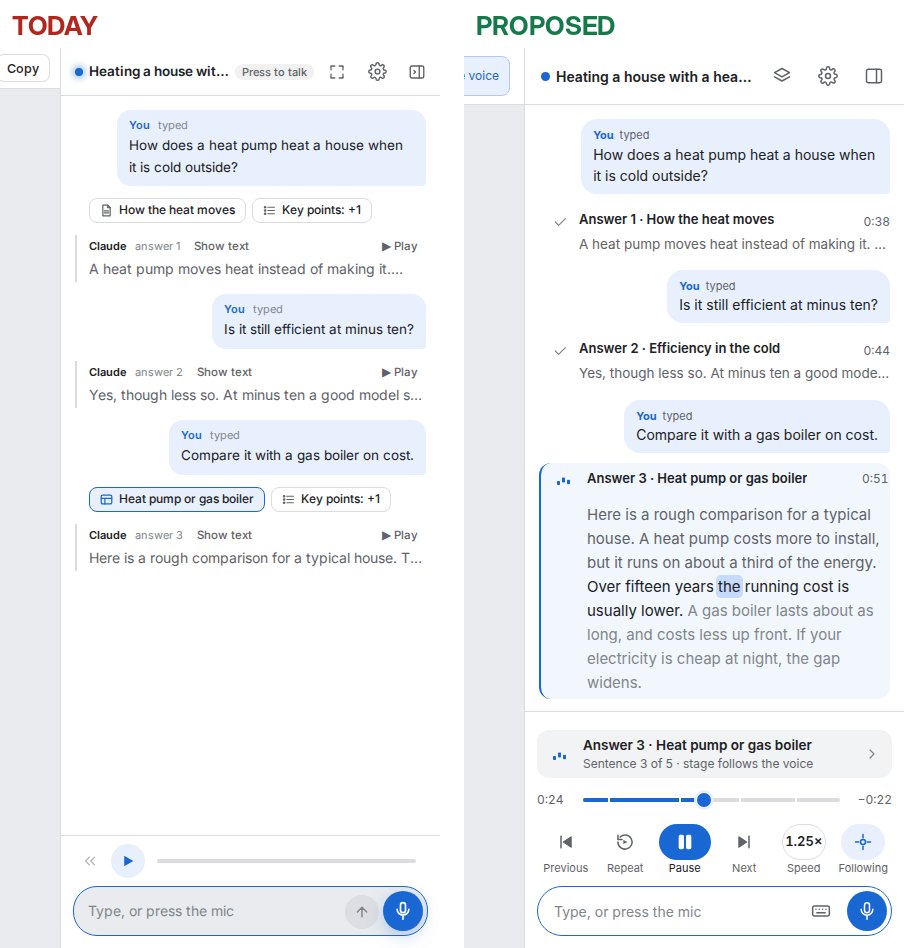 TODAY
Copy
Heating a house wit...
Press to talk
You typed
How does a heat pump heat a house when
it is cold outside?
How the heat moves
Key points: +1
Claude answer 1 Show text
▶ Play
A heat pump moves heat instead of making it....
You typed
Is it still efficient at minus ten?
Claude answer 2 Show text
▶ Play
Yes, though less so. At minus ten a good model s...
You typed
Compare it with a gas boiler on cost.
Heat pump or gas boiler
Key points: +1
Claude answer 3 Show text
▶ Play
Here is a rough comparison for a typical house. T...
Type, or press the mic
PROPOSED
voice
Heating a house with a hea...
You typed
How does a heat pump heat a house when
it is cold outside?
Answer 1 · How the heat moves
0:38
A heat pump moves heat instead of making it. ...
You typed
Is it still efficient at minus ten?
Answer 2 · Efficiency in the cold
0:44
Yes, though less so. At minus ten a good mode...
You typed
Compare it with a gas boiler on cost.
Answer 3 · Heat pump or gas boiler
0:51
Here is a rough comparison for a typical
house. A heat pump costs more to install,
but it runs on about a third of the energy.
Over fifteen years the running cost is
usually lower. A gas boiler lasts about as
long, and costs less up front. If your
electricity is cheap at night, the gap
widens.
Answer 3 · Heat pump or gas boiler
Sentence 3 of 5 · stage follows the voice
0:24
−0:22
1.25×
Previous
Repeat
Pause
Next
Speed
Following
Type, or press the mic